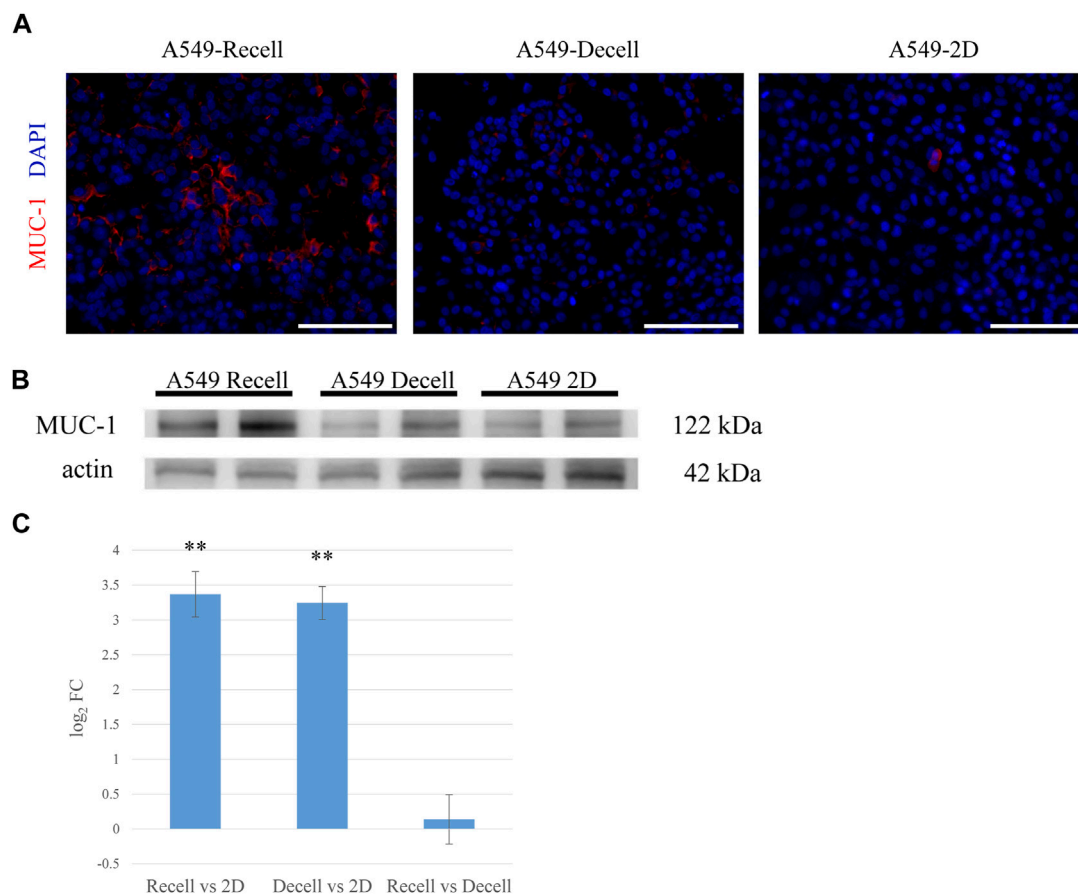 A
A549-Recell A549-Decell A549-2D
MUC-1 DAPI
B
A549 Recell A549 Decell A549 2D
MUC-1 122 kDa
actin 42 kDa
C
** **
4
3.5
3
2.5
2
1.5
1
0.5
0
-0.5
log₂ FC
Recell vs 2D Decell vs 2D Recell vs Decell